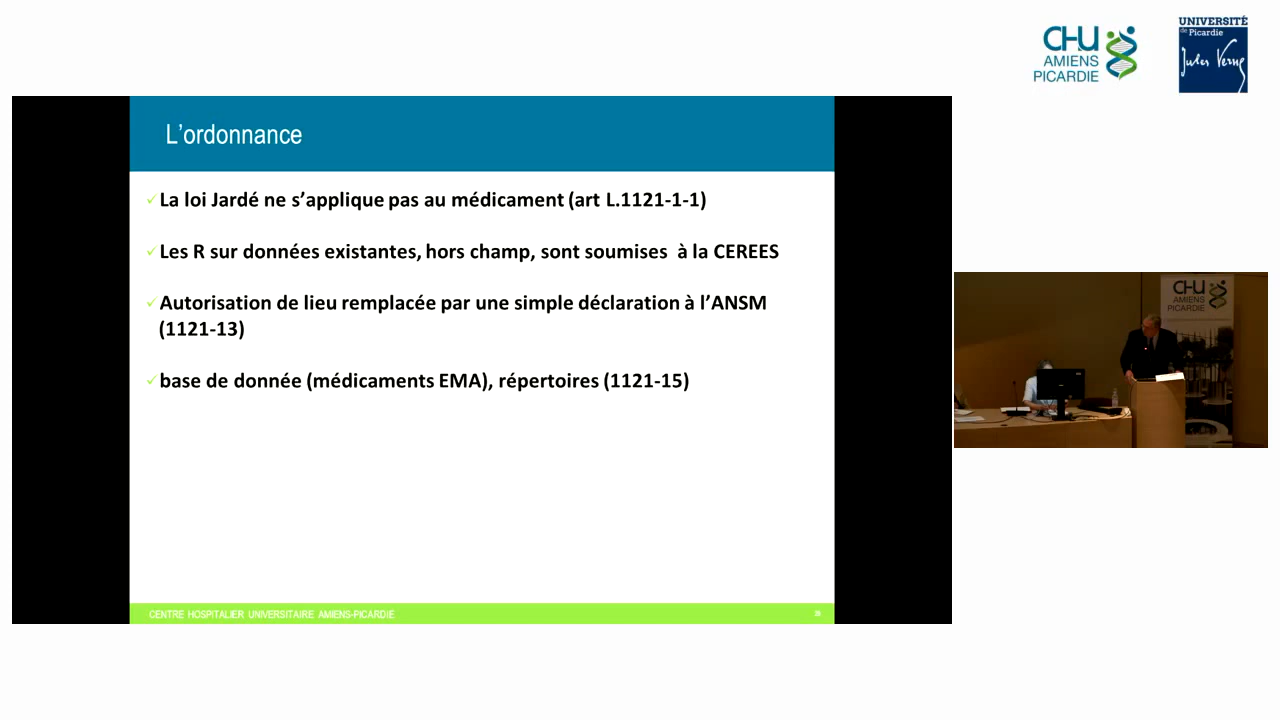 CHU
AMIENS
PICARDIE
UNIVERSITÉ
de Picardie
Jules Verne
L'ordonnance
✓La loi Jardé ne s'applique pas au médicament (art L.1121-1-1)
✓Les R sur données existantes, hors champ, sont soumises à la CEREES
✓Autorisation de lieu remplacée par une simple déclaration à l'ANSM
(1121-13)
✓base de donnée (médicaments EMA), répertoires (1121-15)
CHU
AMIENS
PICARDIE
CENTRE HOSPITALIER UNIVERSITAIRE AMIENS-PICARDIE